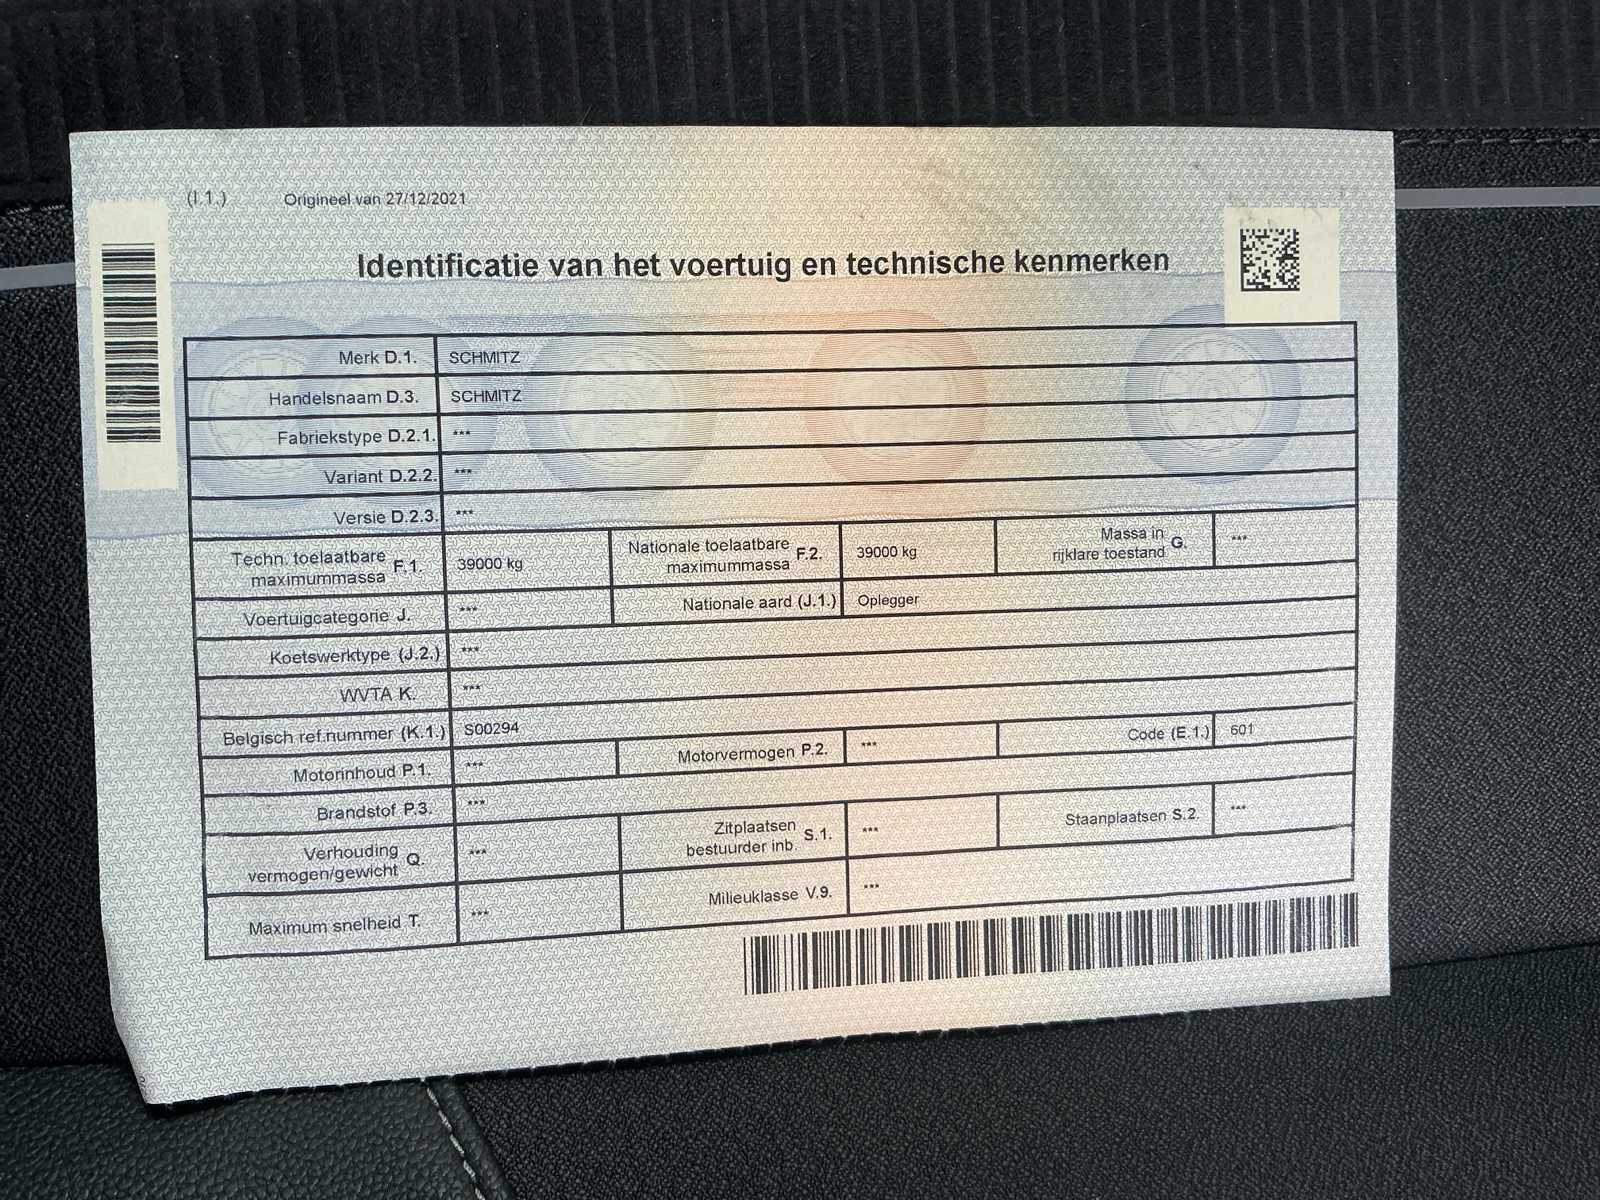 (I.1.) Origineel van 27/12/2021
Identificatie van het voertuig en technische kenmerken
Merk D.1. SCHMITZ
Handelsnaam D.3. SCHMITZ
Fabriekstype D.2.1. ***
Variant D.2.2. ***
Versie D.2.3. ***
Techn. toelaatbare maximummassa F.1. 39000 kg Nationale toelaatbare maximummassa F.2. 39000 kg Massa in rijklare toestand G. ***
Voertuigcategorie J. *** Nationale aard (J.1.) Oplegger
Koetswerktype (J.2.) ***
WVTA K. ***
Belgisch ref.nummer (K.1.) S00294
Motorinhoud P.1. *** Motorvermogen P.2. *** Code (E.1.) 601
Brandstof P.3. ***
Verhouding vermogen/gewicht Q. *** Zitplaatsen bestuurder inb. S.1. *** Staanplaatsen S.2. ***
Maximum snelheid T. *** Milieuklasse V.9. ***